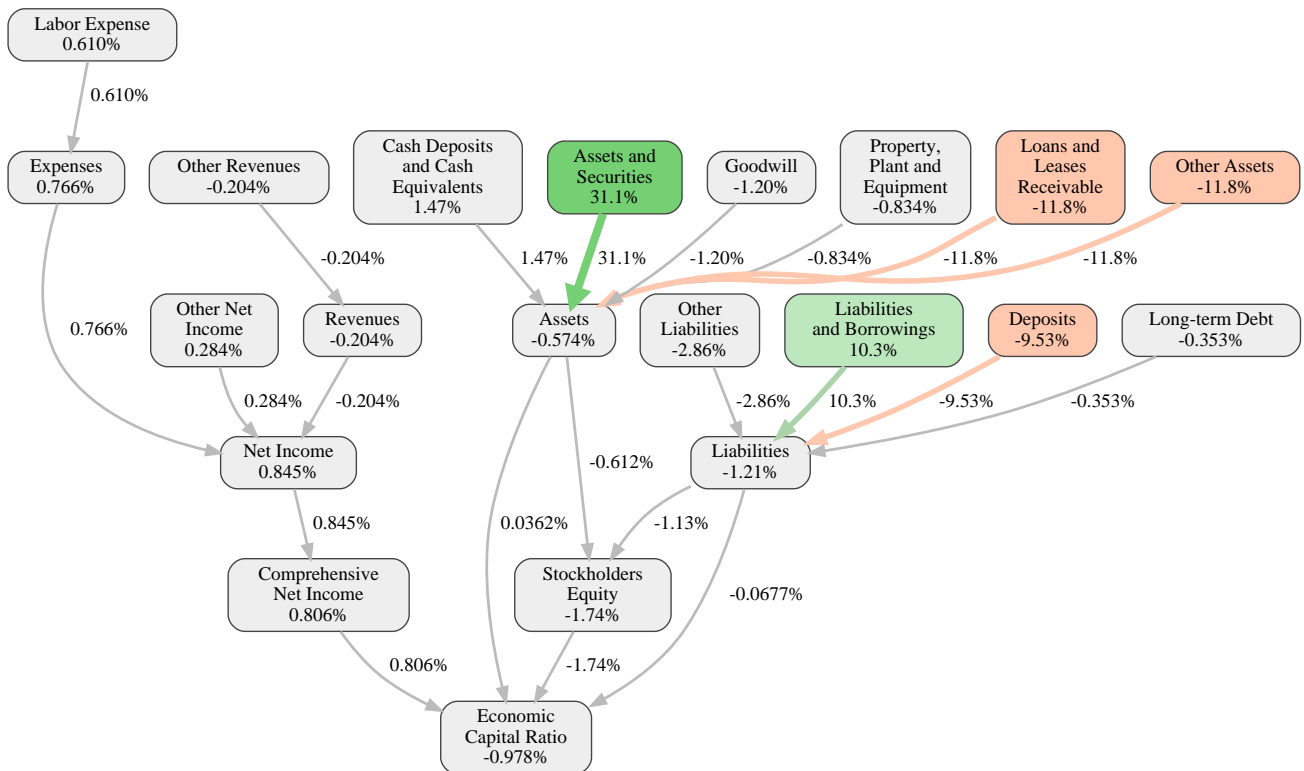 Labor Expense
0.610%
0.610%
Expenses
0.766%
Other Revenues
-0.204%
Cash Deposits
and Cash
Equivalents
1.47%
Assets and
Securities
31.1%
Goodwill
-1.20%
Property,
Plant and
Equipment
-0.834%
Loans and
Leases
Receivable
-11.8%
Other Assets
-11.8%
-0.204%
1.47%
31.1%
-1.20%
-0.834%
-11.8%
-11.8%
0.766%
Other Net
Income
0.284%
Revenues
-0.204%
Assets
-0.574%
Other
Liabilities
-2.86%
Liabilities
and Borrowings
10.3%
Deposits
-9.53%
Long-term Debt
-0.353%
0.284%
-0.204%
-2.86%
10.3%
-9.53%
-0.353%
Net Income
0.845%
-0.612%
Liabilities
-1.21%
0.845%
0.0362%
-1.13%
Comprehensive
Net Income
0.806%
Stockholders
Equity
-1.74%
-0.0677%
0.806%
-1.74%
Economic
Capital Ratio
-0.978%